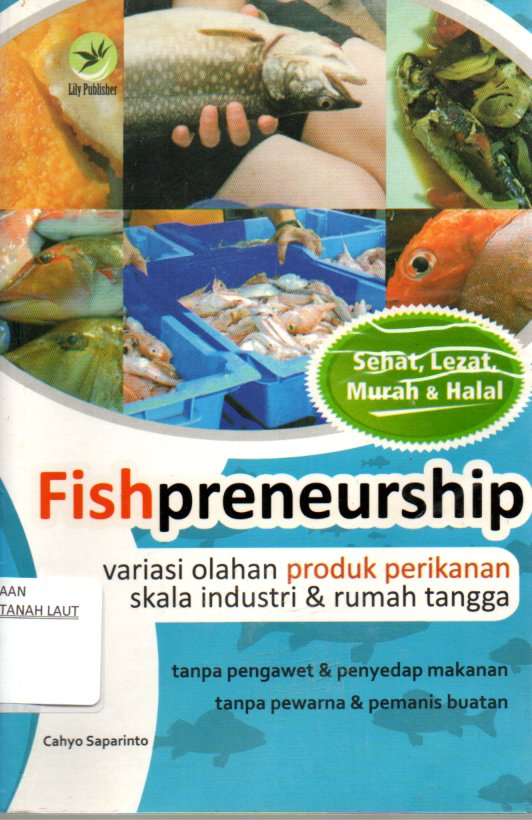 Lily Publisher
Sehat, Lezat,
Murah & Halal
Fishpreneurship
variasi olahan produk perikanan
skala industri & rumah tangga
AAN
TANAH LAUT
tanpa pengawet & penyedap makanan
tanpa pewarna & pemanis buatan
Cahyo Saparinto